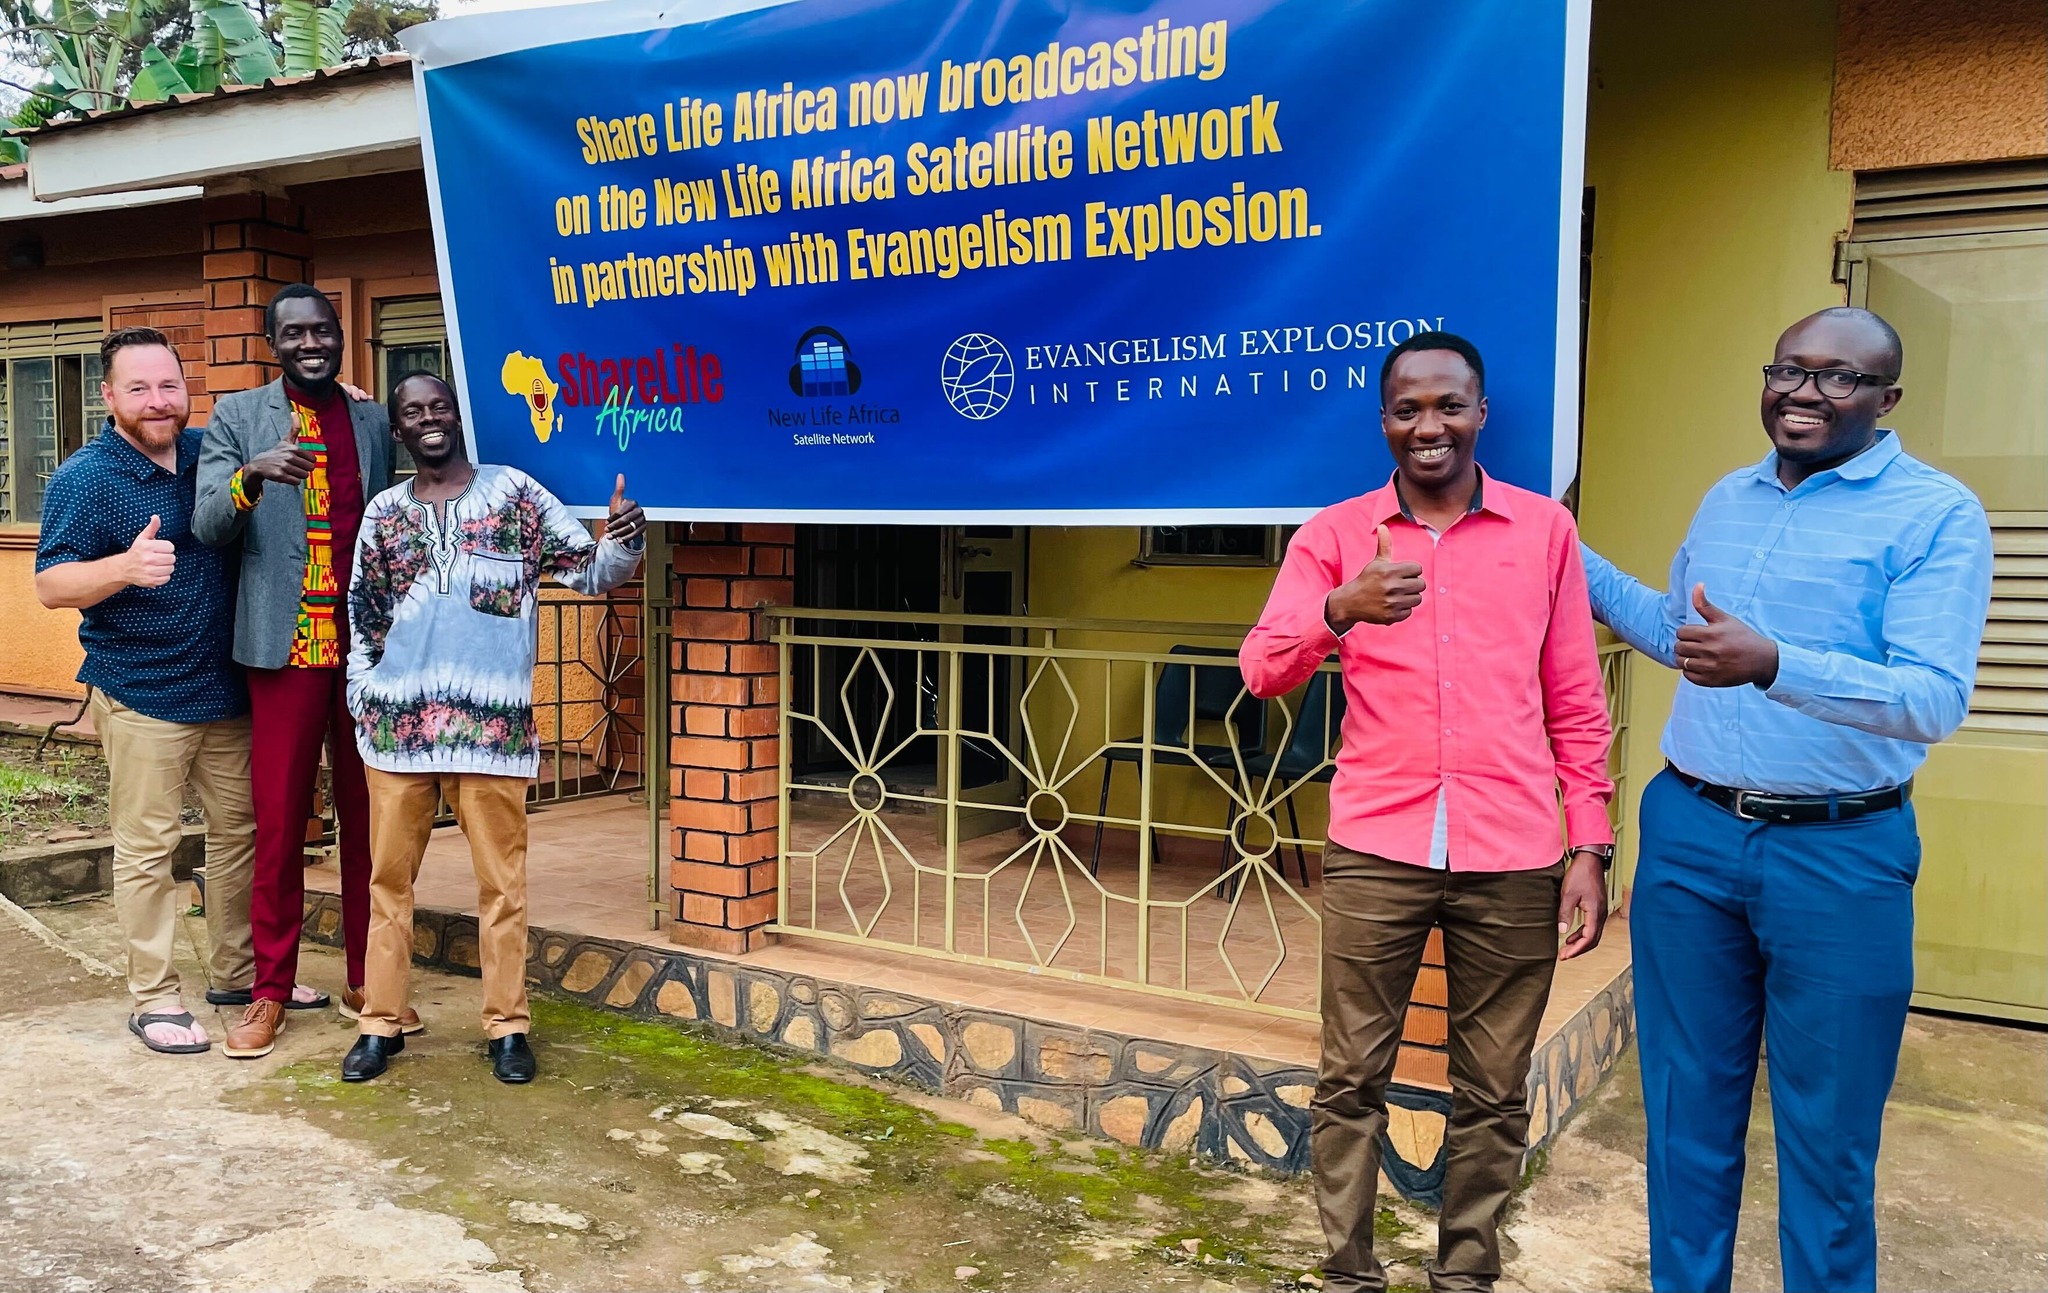 Share Life Africa now broadcasting
on the New Life Africa Satellite Network
in partnership with Evangelism Explosion.
ShareLife
Africa
New Life Africa
Satellite Network
EVANGELISM EXPLOSION
INTERNATION